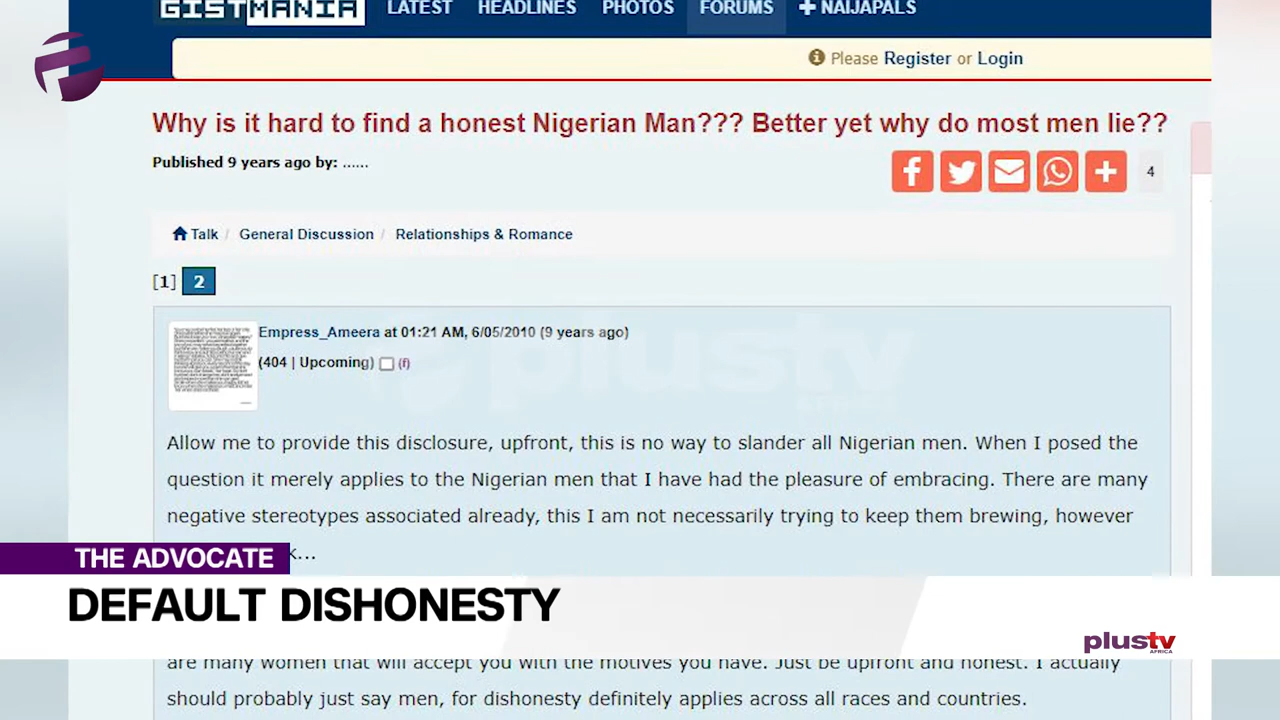 GISTMANIA LATEST HEADLINES PHOTOS FORUMS + NAIJAPALS
Please Register or Login
Why is it hard to find a honest Nigerian Man??? Better yet why do most men lie??
Published 9 years ago by: ......
4
Talk / General Discussion / Relationships & Romance
[1] 2
Empress_Ameera at 01:21 AM, 6/05/2010 (9 years ago)
(404 | Upcoming) (f)
Allow me to provide this disclosure, upfront, this is no way to slander all Nigerian men. When I posed the
question it merely applies to the Nigerian men that I have had the pleasure of embracing. There are many
negative stereotypes associated already, this I am not necessarily trying to keep them brewing, however
THE ADVOCATE
DEFAULT DISHONESTY
plustv
AFRICA
are many women that will accept you with the motives you have. Just be upfront and honest. I actually
should probably just say men, for dishonesty definitely applies across all races and countries.
plustv